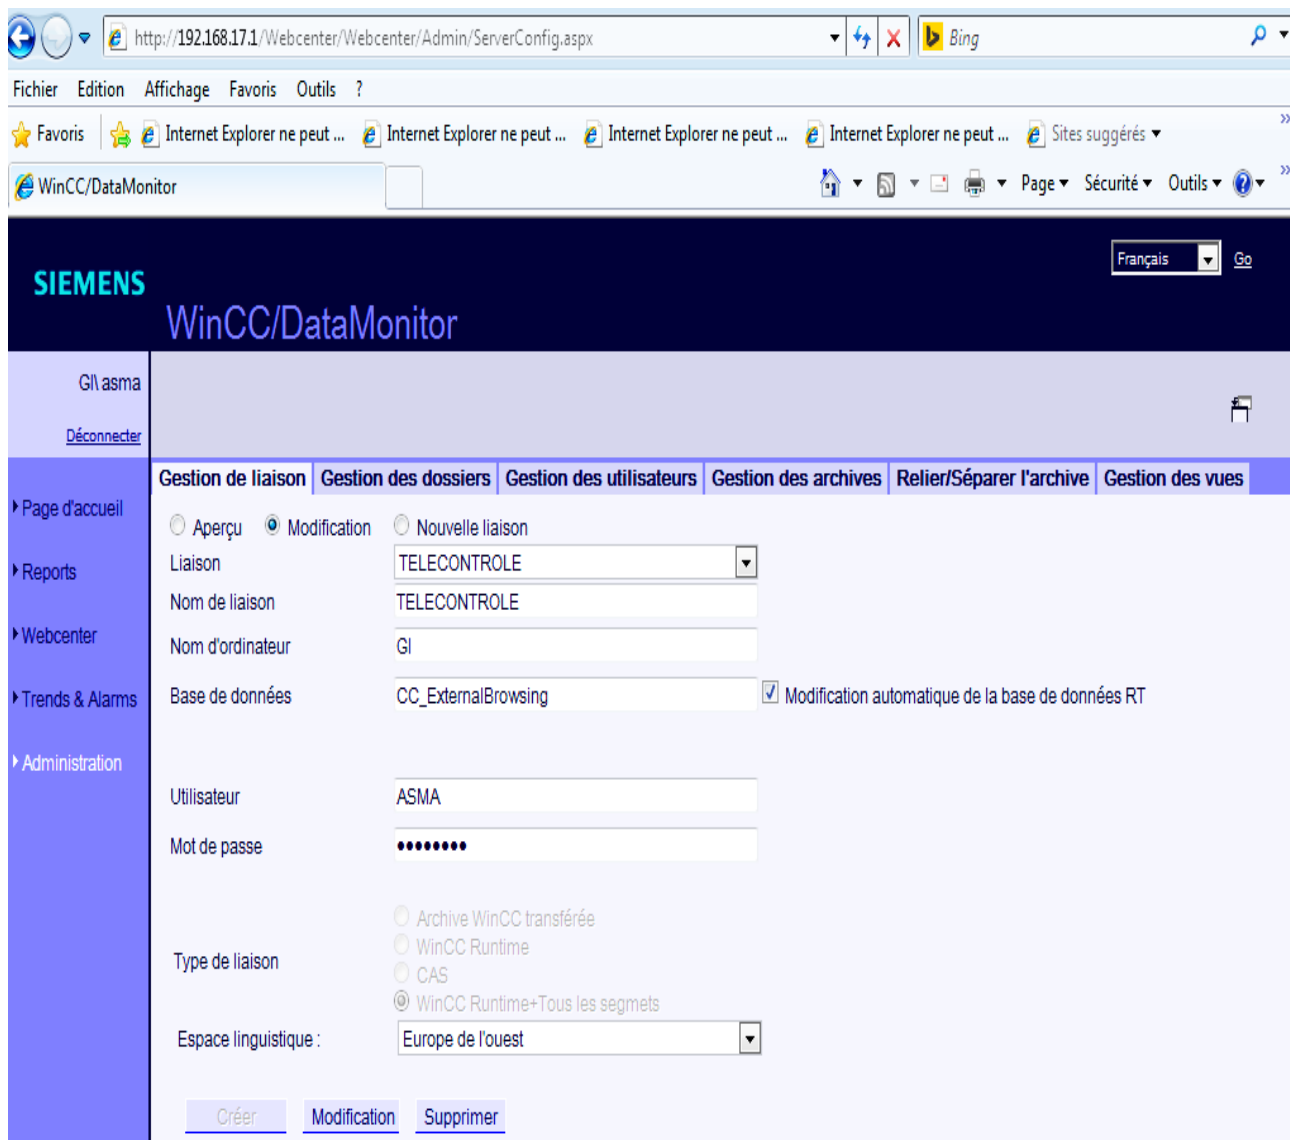 http://192.168.17.1/Webcenter/Webcenter/Admin/ServerConfig.aspx Bing
Fichier Edition Affichage Favoris Outils ?
Favoris Internet Explorer ne peut ... Internet Explorer ne peut ... Internet Explorer ne peut ... Internet Explorer ne peut ... Sites suggérés
WinCC/DataMonitor Page Sécurité Outils
Français Go
SIEMENS
WinCC/DataMonitor
GI\asma
Déconnecter
Gestion de liaison Gestion des dossiers Gestion des utilisateurs Gestion des archives Relier/Séparer l'archive Gestion des vues
Page d'accueil
Reports
Webcenter
Trends & Alarms
Administration
Aperçu Modification Nouvelle liaison
Liaison TELECONTROLE
Nom de liaison TELECONTROLE
Nom d'ordinateur GI
Base de données CC_ExternalBrowsing Modification automatique de la base de données RT
Utilisateur ASMA
Mot de passe ••••••••
Type de liaison
Archive WinCC transférée
WinCC Runtime
CAS
WinCC Runtime+Tous les segmets
Espace linguistique : Europe de l'ouest
Créer Modification Supprimer